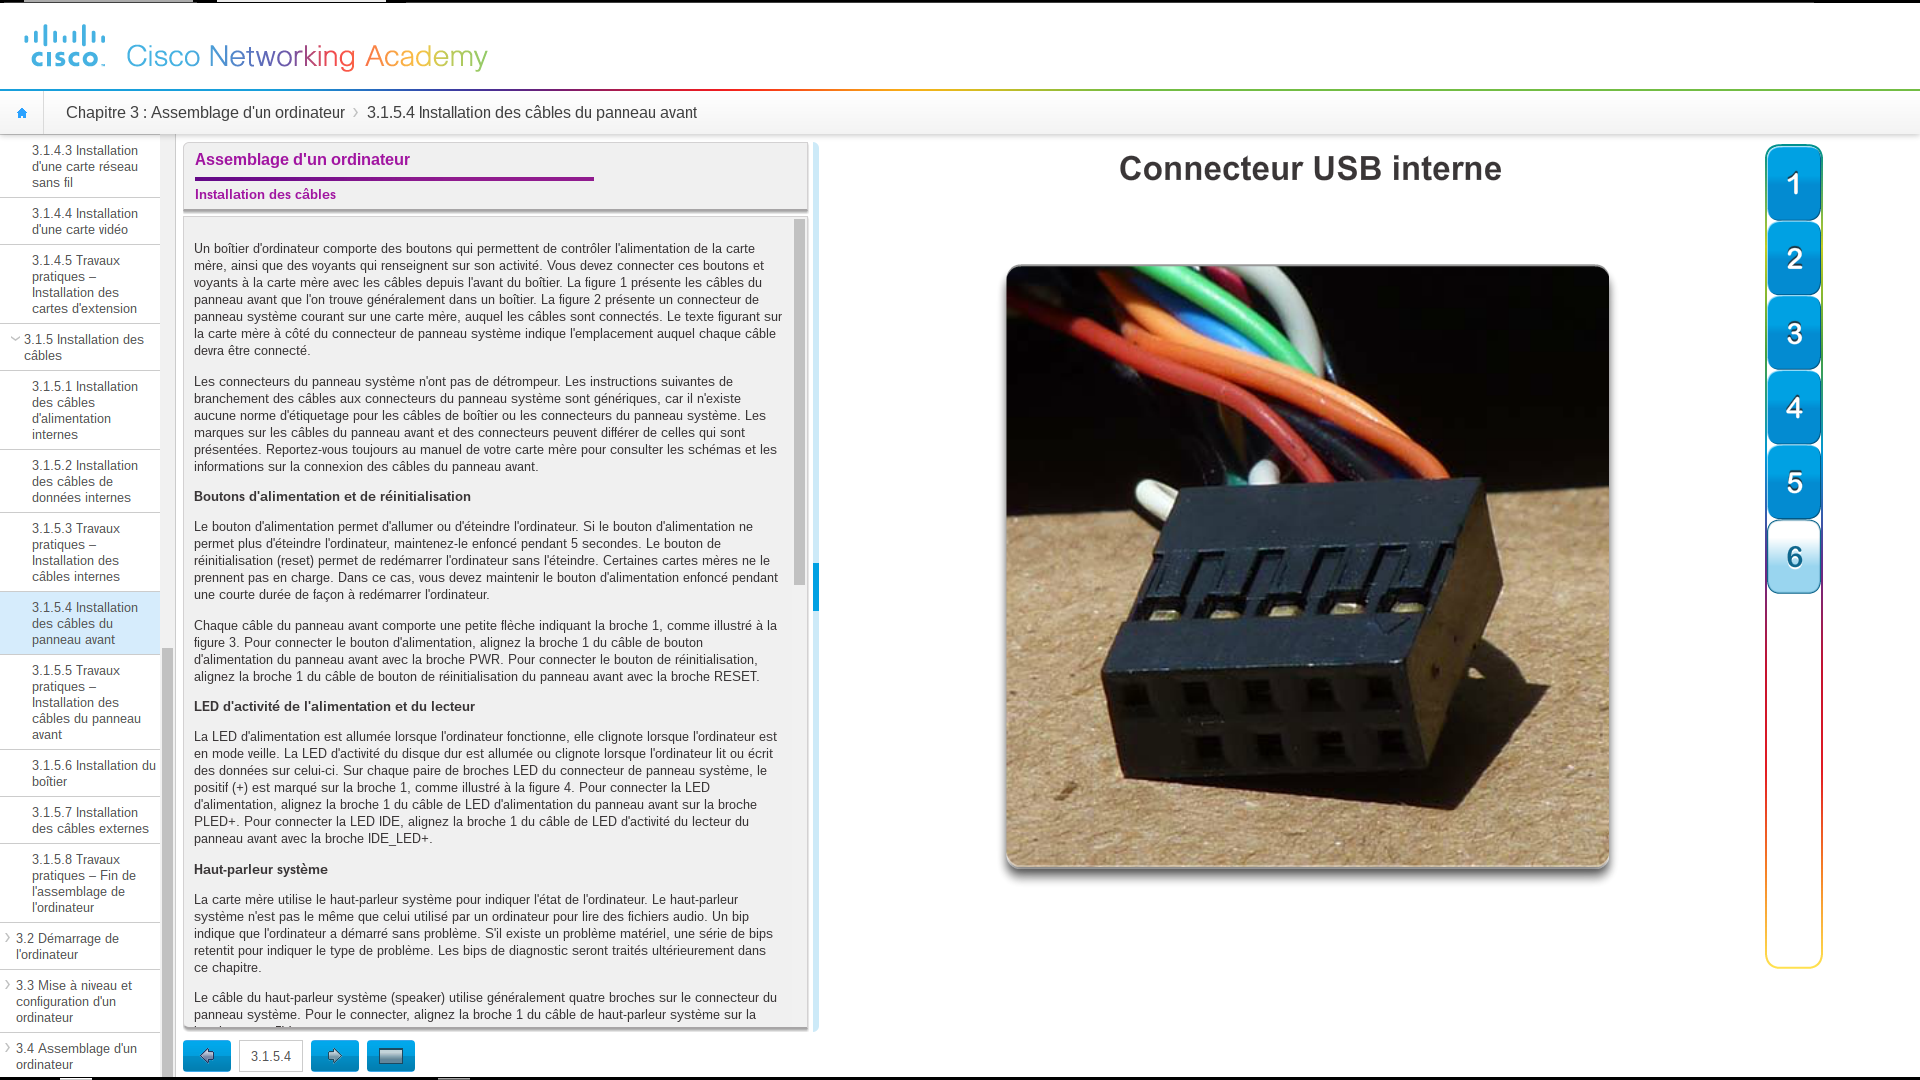 cisco
Cisco Networking Academy
Chapitre 3 : Assemblage d'un ordinateur
3.1.5.4 Installation des câbles du panneau avant
3.1.4.3 Installation
d'une carte réseau
sans fil
3.1.4.4 Installation
d'une carte vidéo
3.1.4.5 Travaux
pratiques –
Installation des
cartes d'extension
3.1.5 Installation des
câbles
3.1.5.1 Installation
des câbles
d'alimentation
internes
3.1.5.2 Installation
des câbles de
données internes
3.1.5.3 Travaux
pratiques –
Installation des
câbles internes
3.1.5.4 Installation
des câbles du
panneau avant
3.1.5.5 Travaux
pratiques –
Installation des
câbles du panneau
avant
3.1.5.6 Installation du
boîtier
3.1.5.7 Installation
des câbles externes
3.1.5.8 Travaux
pratiques – Fin de
l'assemblage de
l'ordinateur
3.2 Démarrage de
l'ordinateur
3.3 Mise à niveau et
configuration d'un
ordinateur
3.4 Assemblage d'un
ordinateur
Assemblage d'un ordinateur
Installation des câbles
Un boîtier d'ordinateur comporte des boutons qui permettent de contrôler l'alimentation de la carte
mère, ainsi que des voyants qui renseignent sur son activité. Vous devez connecter ces boutons et
voyants à la carte mère avec les câbles depuis l'avant du boîtier. La figure 1 présente les câbles du
panneau avant que l'on trouve généralement dans un boîtier. La figure 2 présente un connecteur de
panneau système courant sur une carte mère, auquel les câbles sont connectés. Le texte figurant sur
la carte mère à côté du connecteur de panneau système indique l'emplacement auquel chaque câble
devra être connecté.
Les connecteurs du panneau système n'ont pas de détrompeur. Les instructions suivantes de
branchement des câbles aux connecteurs du panneau système sont génériques, car il n'existe
aucune norme d'étiquetage pour les câbles de boîtier ou les connecteurs du panneau système. Les
marques sur les câbles du panneau avant et des connecteurs peuvent différer de celles qui sont
présentées. Reportez-vous toujours au manuel de votre carte mère pour consulter les schémas et les
informations sur la connexion des câbles du panneau avant.
Boutons d'alimentation et de réinitialisation
Le bouton d'alimentation permet d'allumer ou d'éteindre l'ordinateur. Si le bouton d'alimentation ne
permet plus d'éteindre l'ordinateur, maintenez-le enfoncé pendant 5 secondes. Le bouton de
réinitialisation (reset) permet de redémarrer l'ordinateur sans l'éteindre. Certaines cartes mères ne le
prennent pas en charge. Dans ce cas, vous devez maintenir le bouton d'alimentation enfoncé pendant
une courte durée de façon à redémarrer l'ordinateur.
Chaque câble du panneau avant comporte une petite flèche indiquant la broche 1, comme illustré à la
figure 3. Pour connecter le bouton d'alimentation, alignez la broche 1 du câble de bouton
d'alimentation du panneau avant avec la broche PWR. Pour connecter le bouton de réinitialisation,
alignez la broche 1 du câble de bouton de réinitialisation du panneau avant avec la broche RESET.
LED d'activité de l'alimentation et du lecteur
La LED d'alimentation est allumée lorsque l'ordinateur fonctionne, elle clignote lorsque l'ordinateur est
en mode veille. La LED d'activité du disque dur est allumée ou clignote lorsque l'ordinateur lit ou écrit
des données sur celui-ci. Sur chaque paire de broches LED du connecteur de panneau système, le
positif (+) est marqué sur la broche 1, comme illustré à la figure 4. Pour connecter la LED
d'alimentation, alignez la broche 1 du câble de LED d'alimentation du panneau avant sur la broche
PLED+. Pour connecter la LED IDE, alignez la broche 1 du câble de LED d'activité du lecteur du
panneau avant avec la broche IDE_LED+.
Haut-parleur système
La carte mère utilise le haut-parleur système pour indiquer l'état de l'ordinateur. Le haut-parleur
système n'est pas le même que celui utilisé par un ordinateur pour lire des fichiers audio. Un bip
indique que l'ordinateur a démarré sans problème. S'il existe un problème matériel, une série de bips
retentit pour indiquer le type de problème. Les bips de diagnostic seront traités ultérieurement dans
ce chapitre.
Le câble du haut-parleur système (speaker) utilise généralement quatre broches sur le connecteur du
panneau système. Pour le connecter, alignez la broche 1 du câble de haut-parleur système sur la
3.1.5.4
Connecteur USB interne
1
2
3
4
5
6